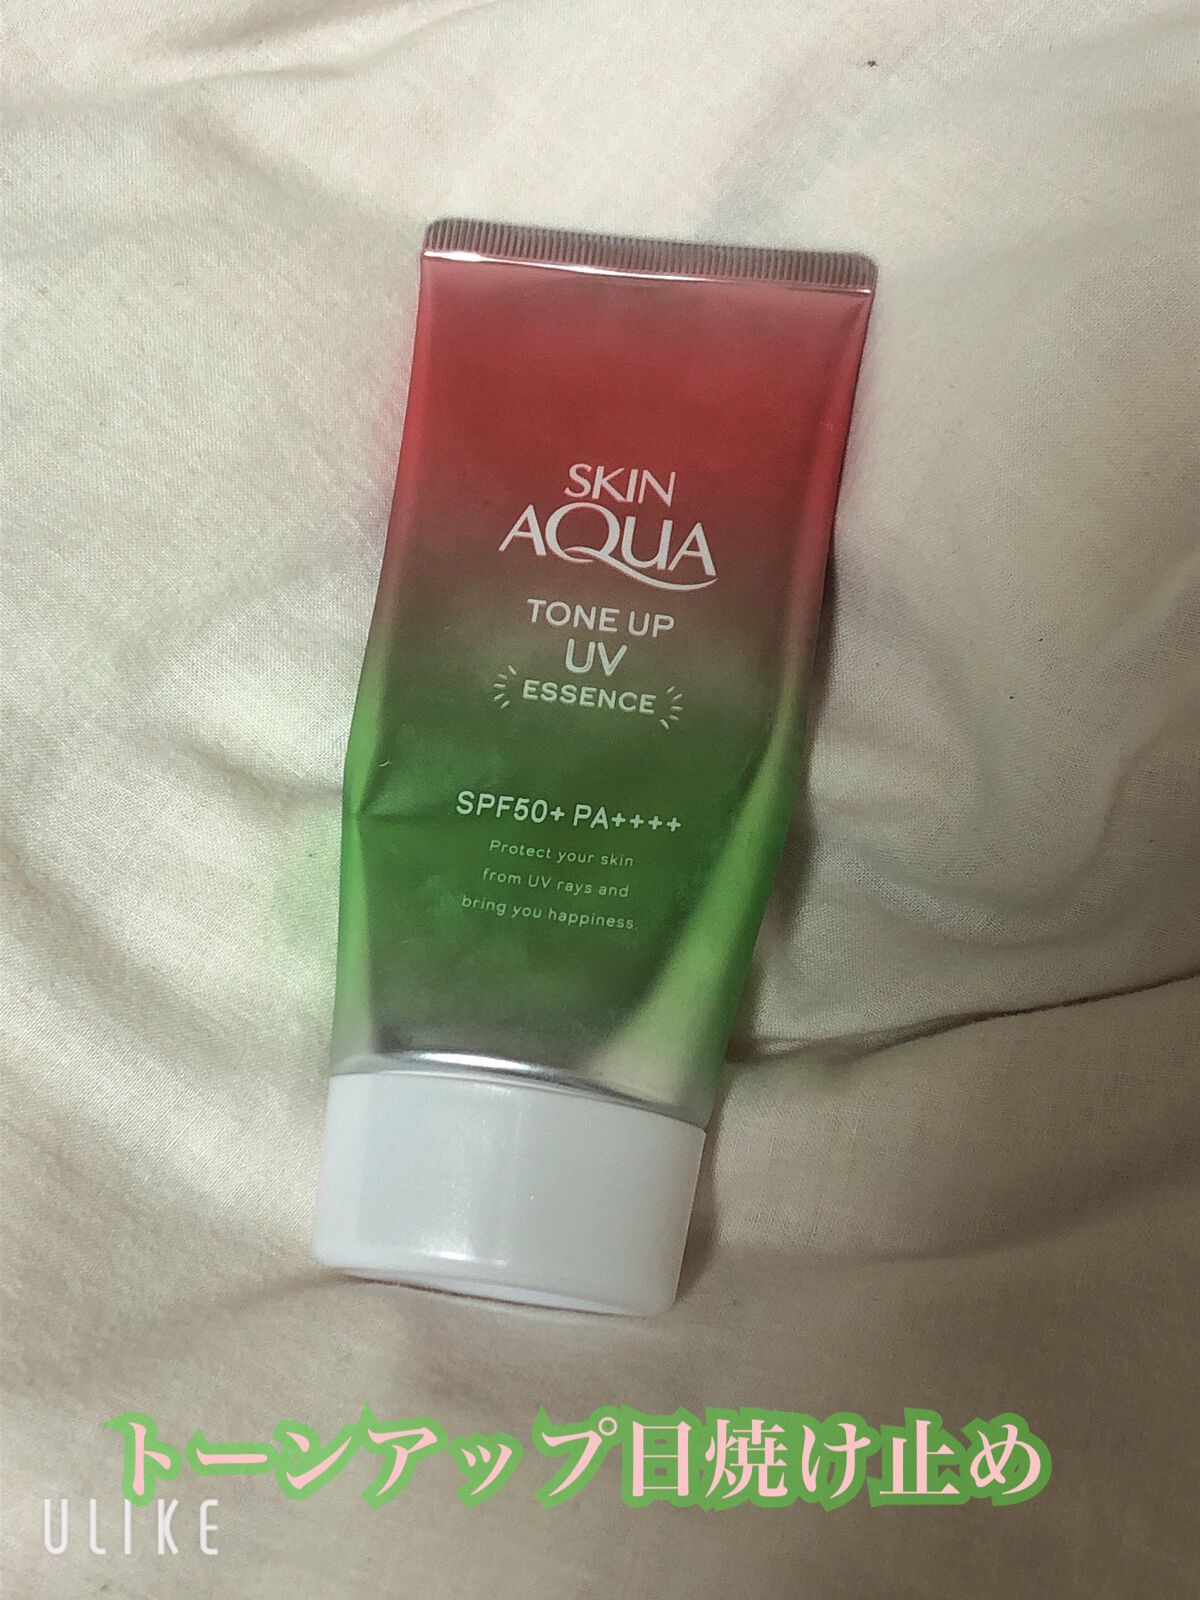 SKIN
AQUA
TONE UP
UV
ESSENCE
SPF50+ PA++++
Protect your skin
from UV rays and
bring you happiness.
トーンアップ日焼け止め
ULIKE